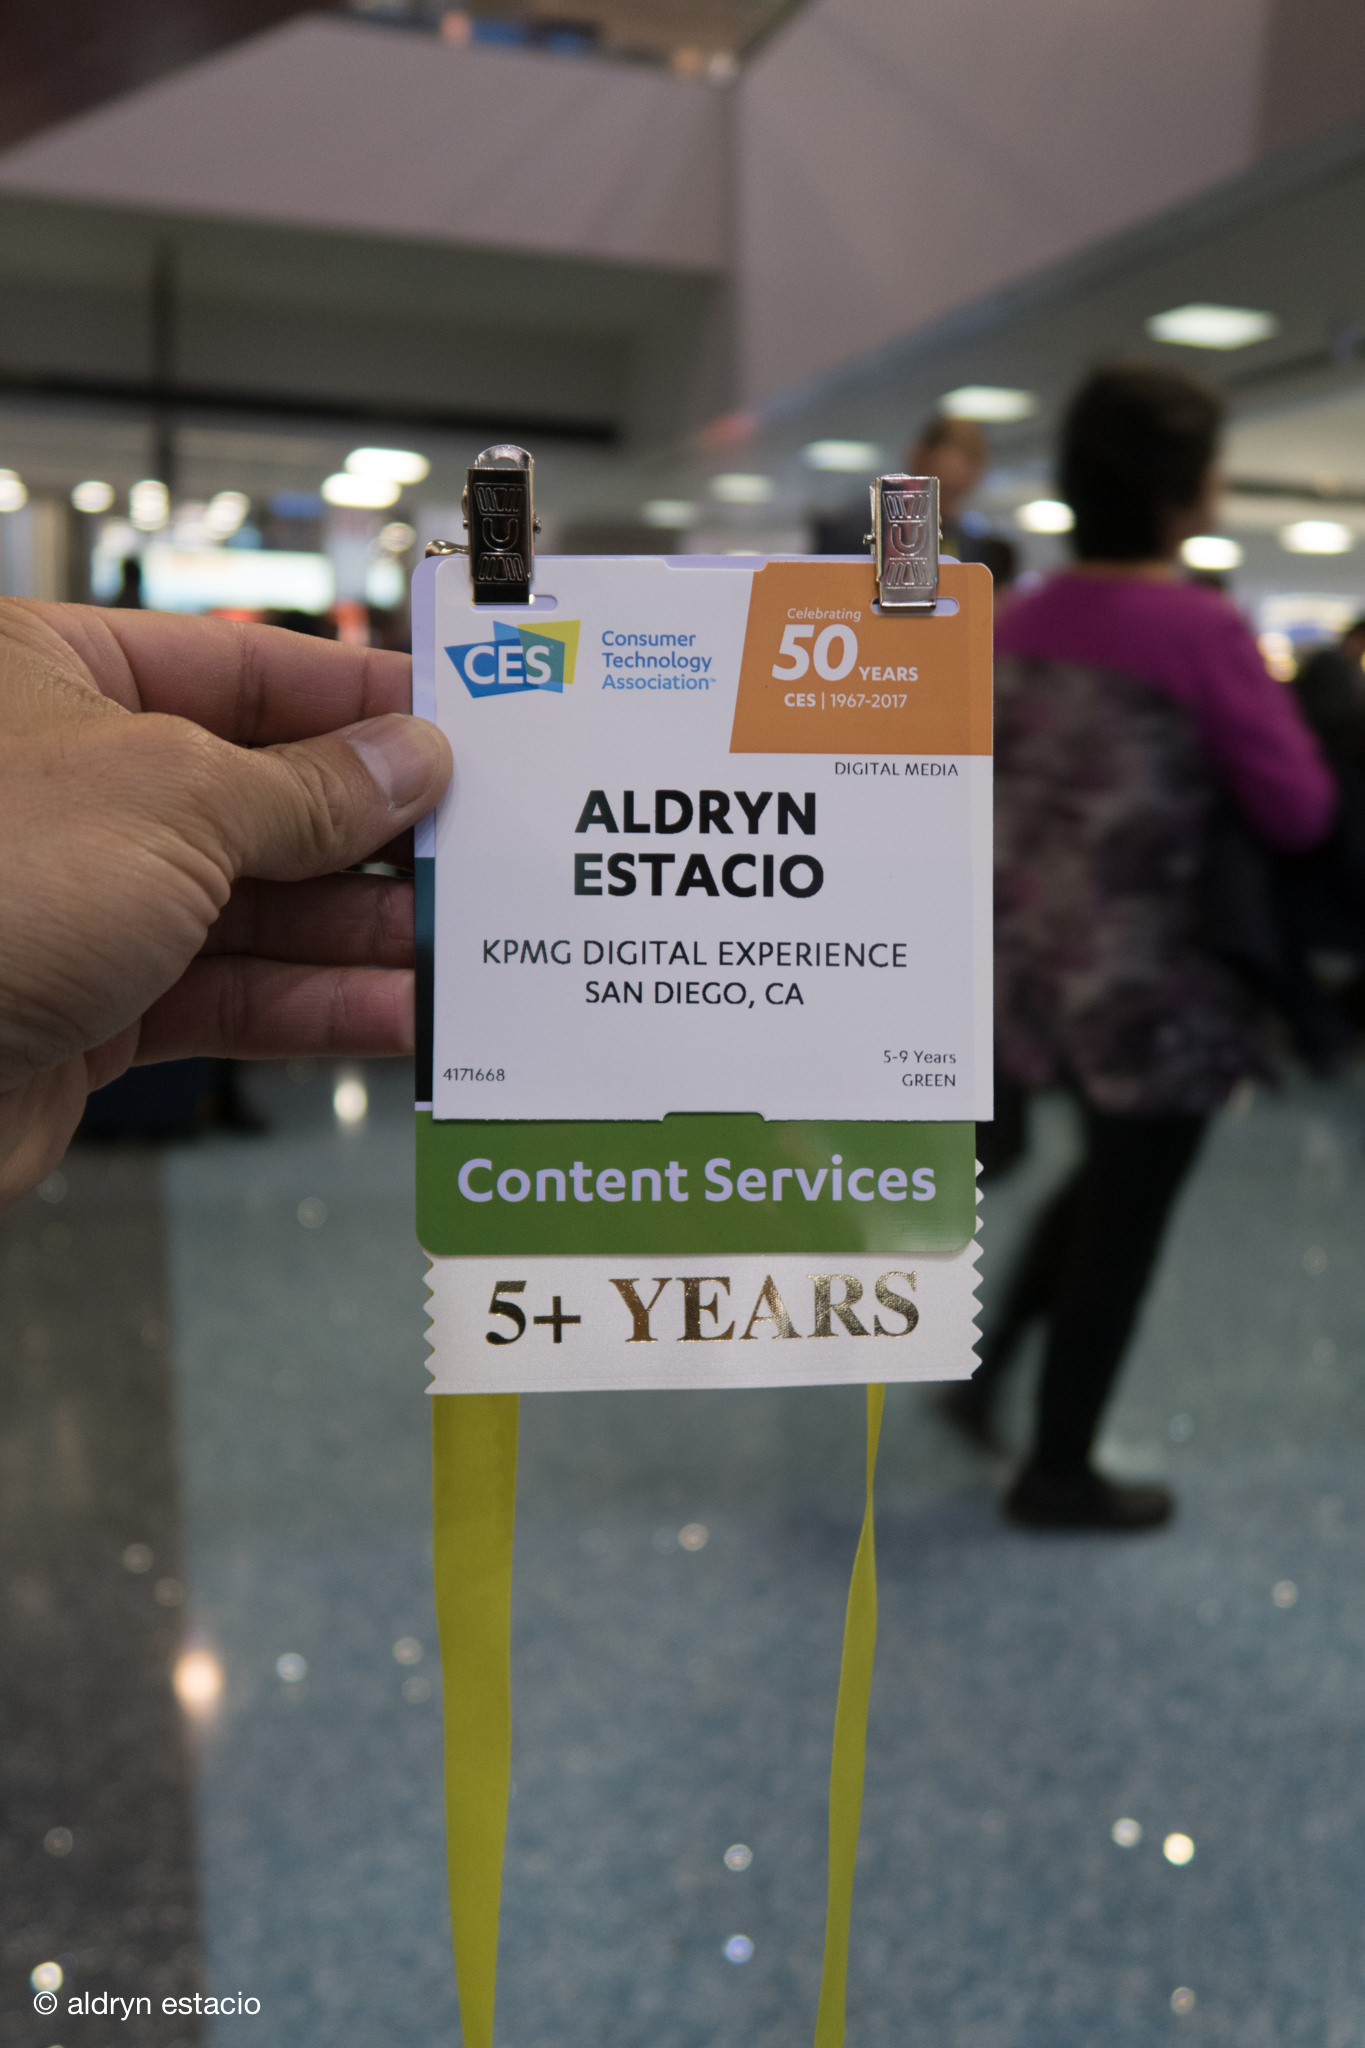 CES
Consumer
Technology
Association™
Celebrating
50 YEARS
CES | 1967-2017
DIGITAL MEDIA
ALDRYN
ESTACIO
KPMG DIGITAL EXPERIENCE
SAN DIEGO, CA
5-9 Years
4171668
GREEN
Content Services
5+ YEARS
© aldryn estacio